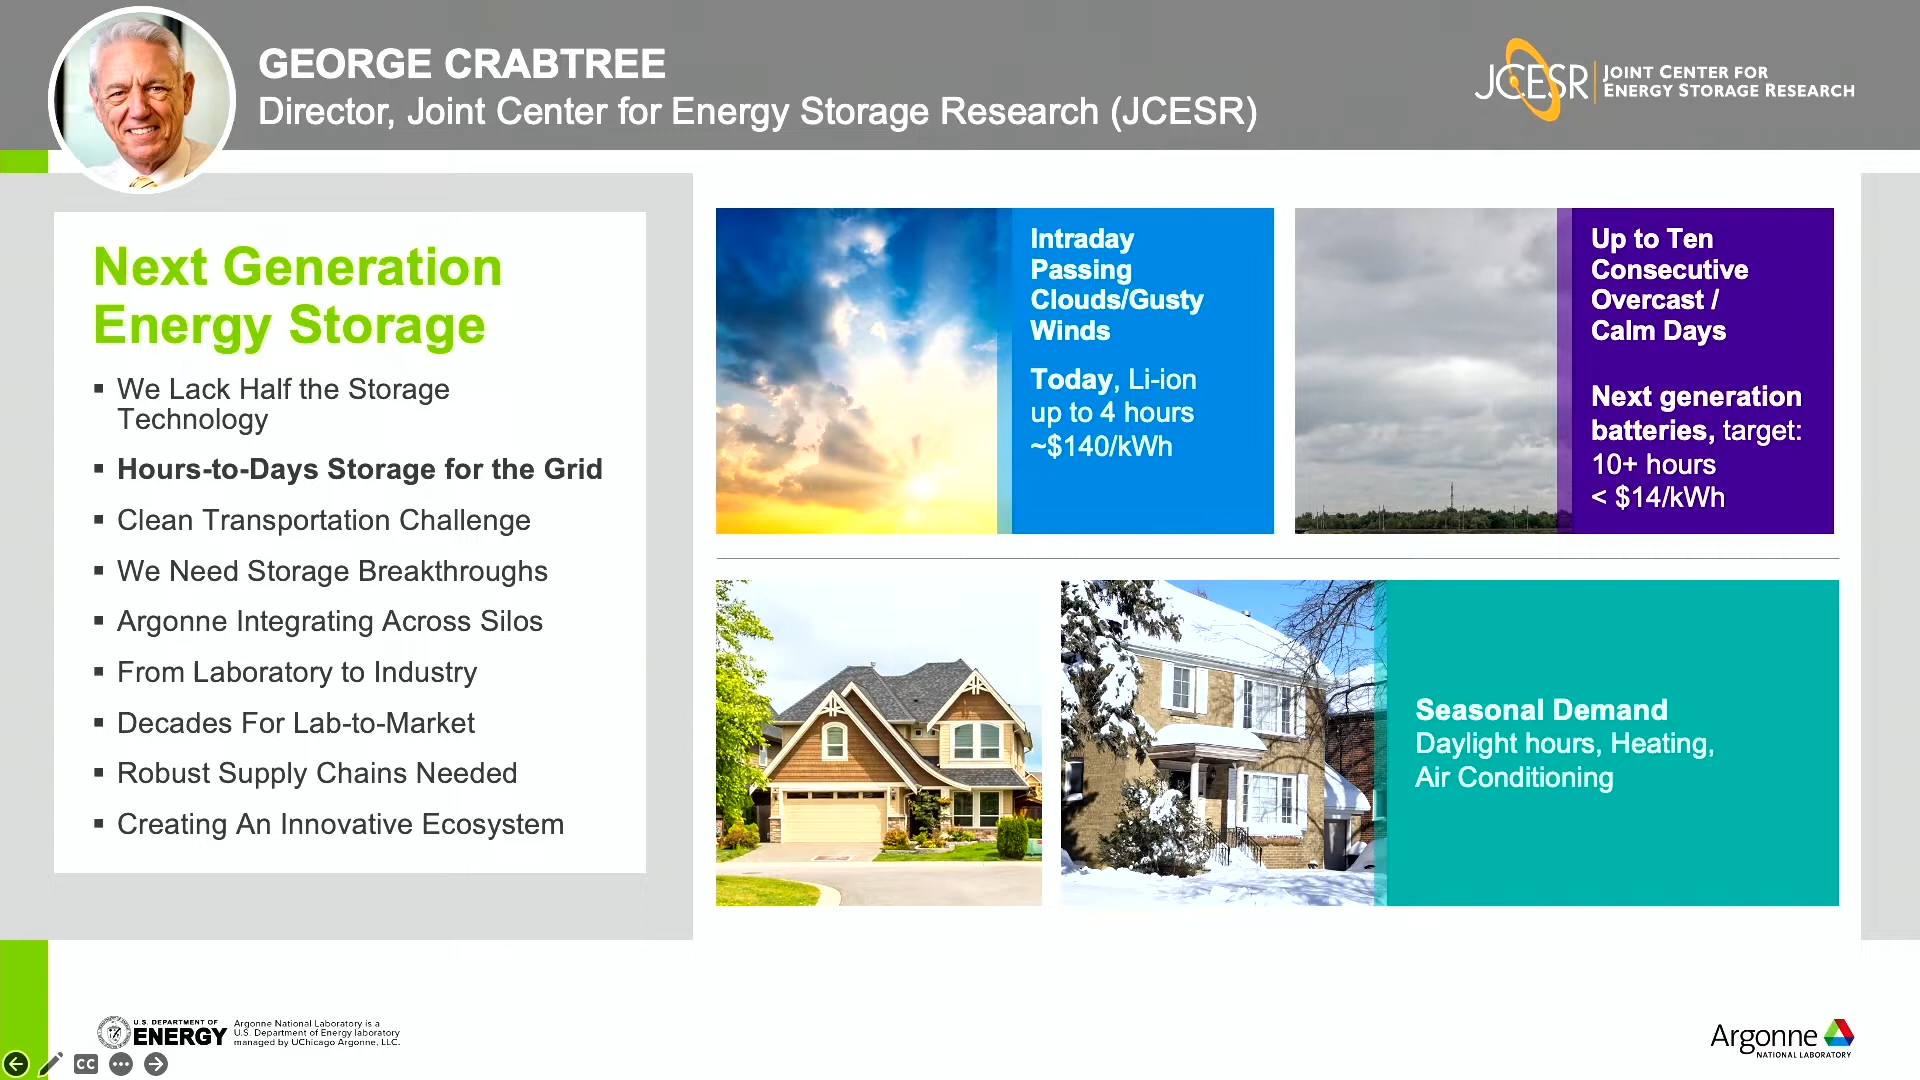 GEORGE CRABTREE
Director, Joint Center for Energy Storage Research (JCESR)
JCESR
JOINT CENTER FOR
ENERGY STORAGE RESEARCH
Next Generation
Energy Storage
▪ We Lack Half the Storage
Technology
▪ Hours-to-Days Storage for the Grid
▪ Clean Transportation Challenge
▪ We Need Storage Breakthroughs
▪ Argonne Integrating Across Silos
▪ From Laboratory to Industry
▪ Decades For Lab-to-Market
▪ Robust Supply Chains Needed
▪ Creating An Innovative Ecosystem
Intraday
Passing
Clouds/Gusty
Winds
Today, Li-ion
up to 4 hours
~$140/kWh
Up to Ten
Consecutive
Overcast /
Calm Days
Next generation
batteries, target:
10+ hours
< $14/kWh
Seasonal Demand
Daylight hours, Heating,
Air Conditioning
U.S. DEPARTMENT OF
ENERGY
Argonne National Laboratory is a
U.S. Department of Energy laboratory
managed by UChicago Argonne, LLC.
CC
Argonne
NATIONAL LABORATORY